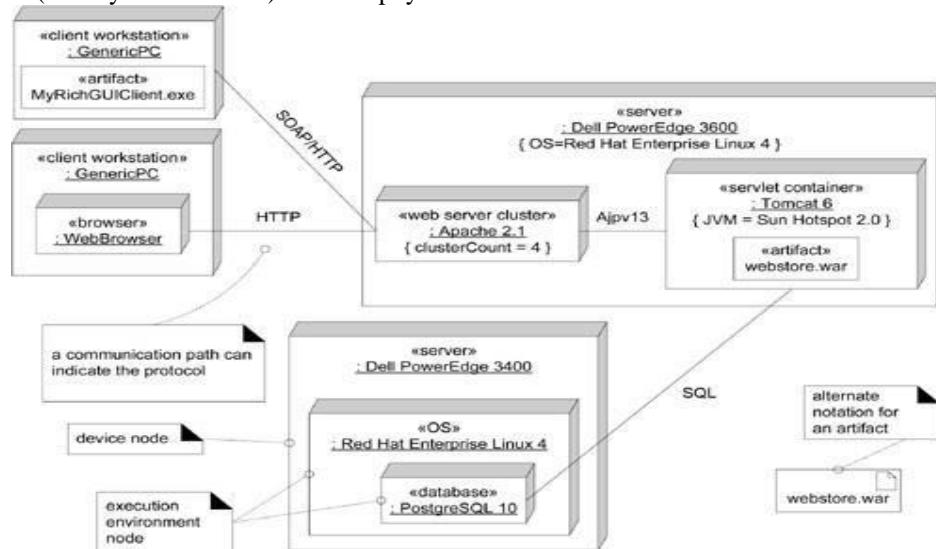 «client workstation»
: GenericPC
«artifact»
MyRichGUIClient.exe
«client workstation»
: GenericPC
«browser»
: WebBrowser
SOAP/HTTP
HTTP
«server»
: Dell PowerEdge 3600
{ OS=Red Hat Enterprise Linux 4 }
«web server cluster»
: Apache 2.1
{ clusterCount = 4 }
Ajpv13
«servlet container»
: Tomcat 6
{ JVM = Sun Hotspot 2.0 }
«artifact»
webstore.war
a communication path can
indicate the protocol
«server»
: Dell PowerEdge 3400
«OS»
: Red Hat Enterprise Linux 4
«database»
: PostgreSQL 10
SQL
device node
execution
environment
node
alternate
notation for
an artifact
webstore.war